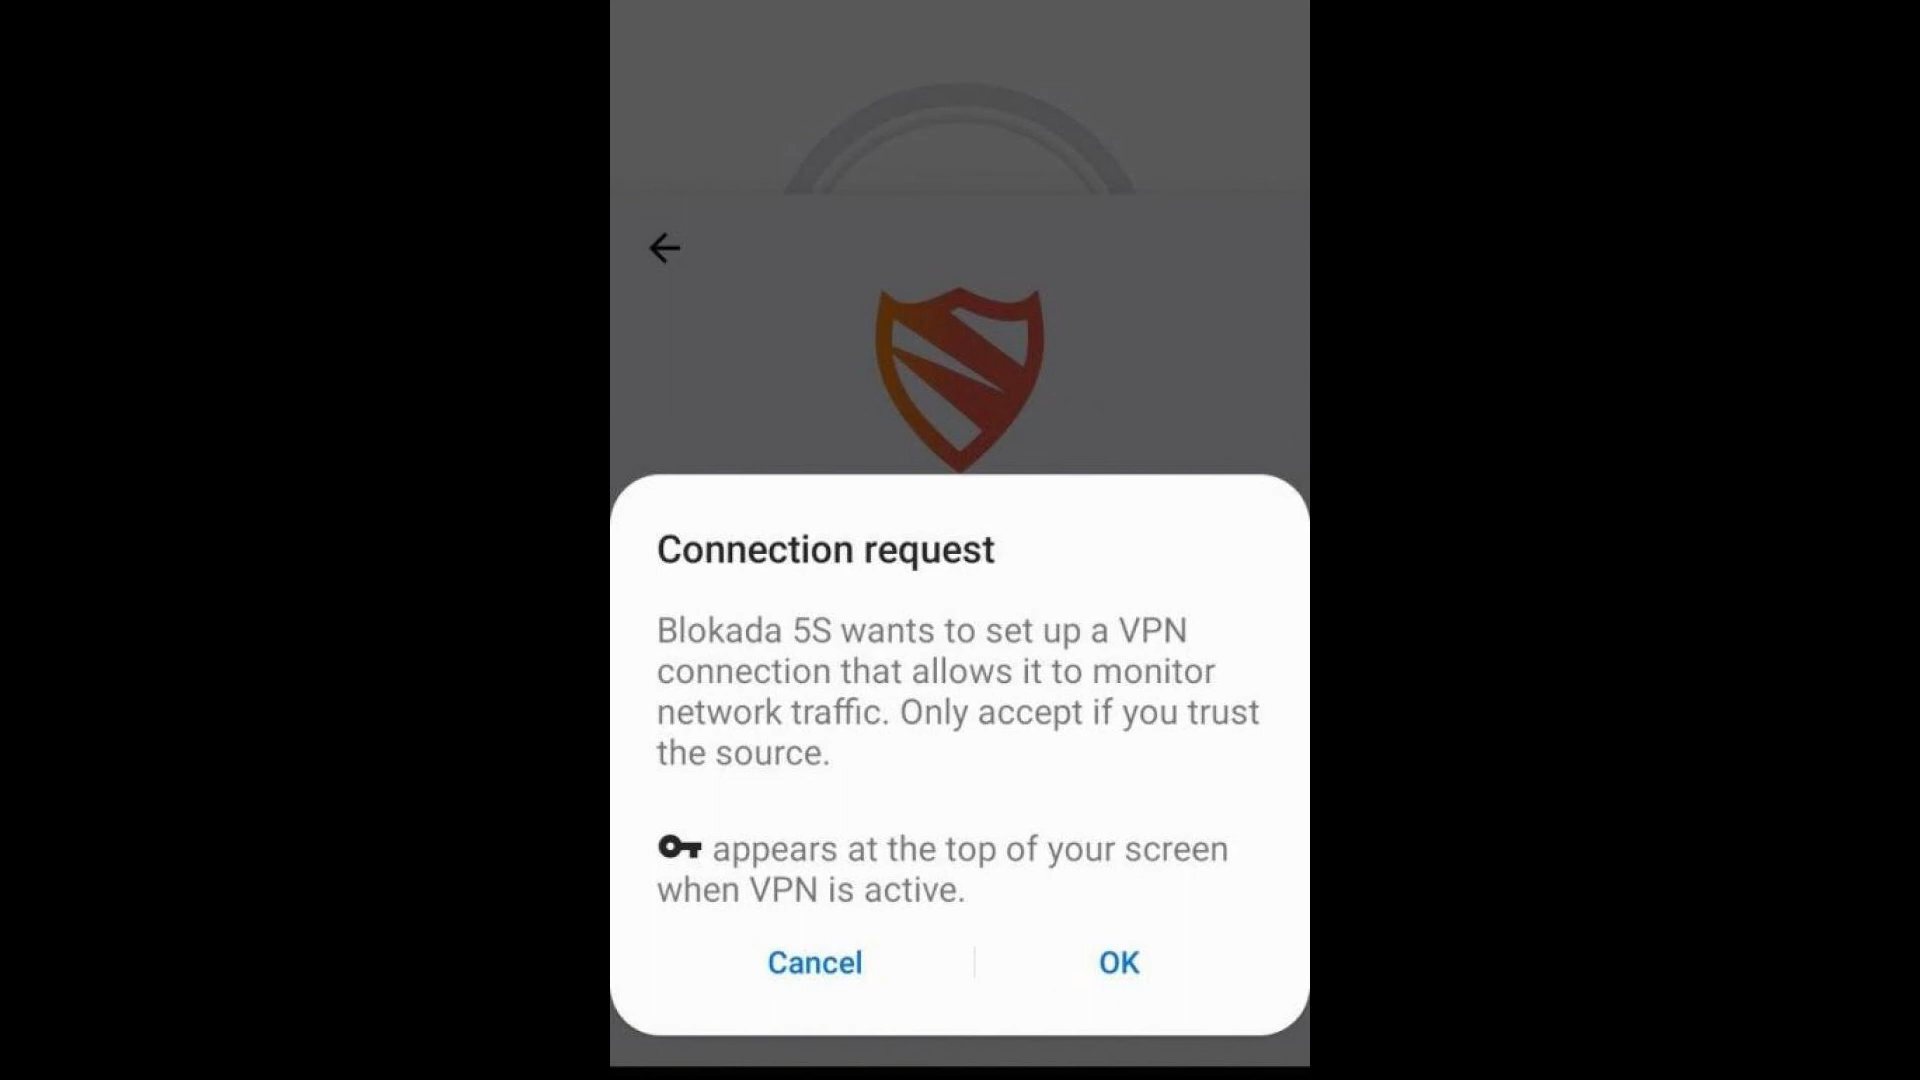 Connection request
Blokada 5S wants to set up a VPN
connection that allows it to monitor
network traffic. Only accept if you trust
the source.
appears at the top of your screen
when VPN is active.
Cancel
OK